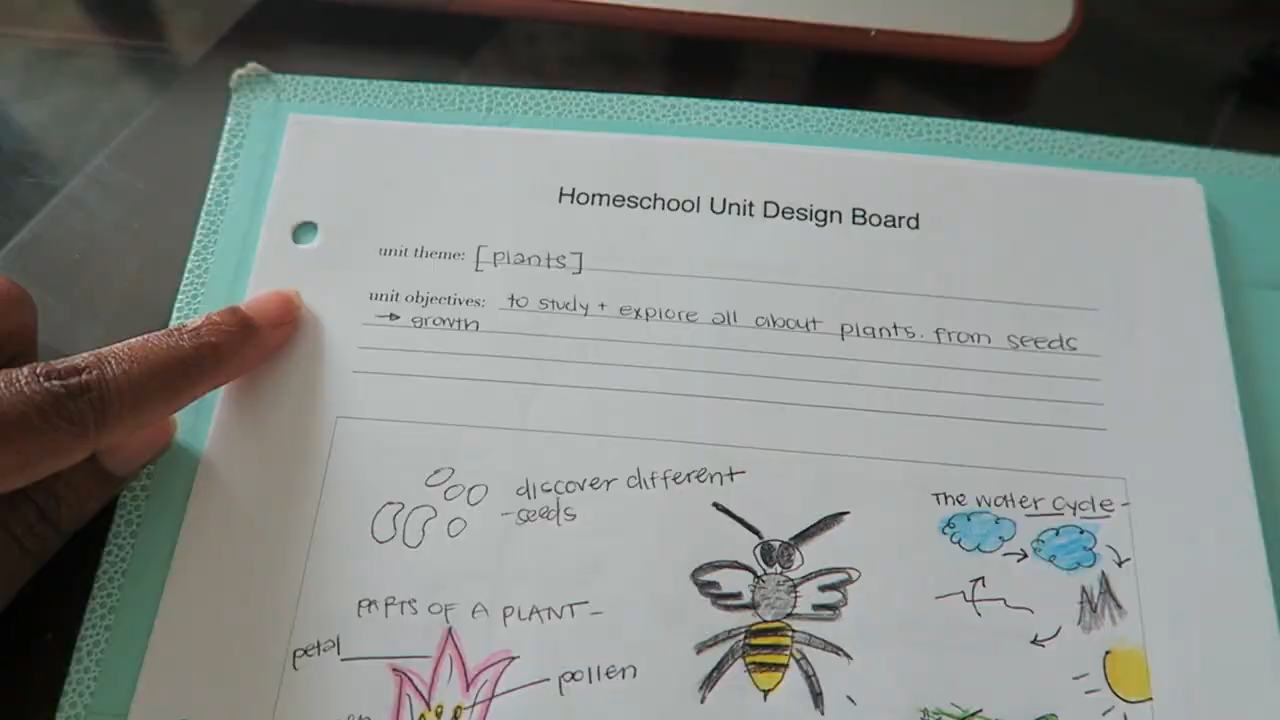 Homeschool Unit Design Board
unit theme: [plants]
unit objectives: to study + explore all about plants. from seeds
→ growth
discover different
-seeds
The water cycle-
PARTS OF A PLANT-
petal
pollen